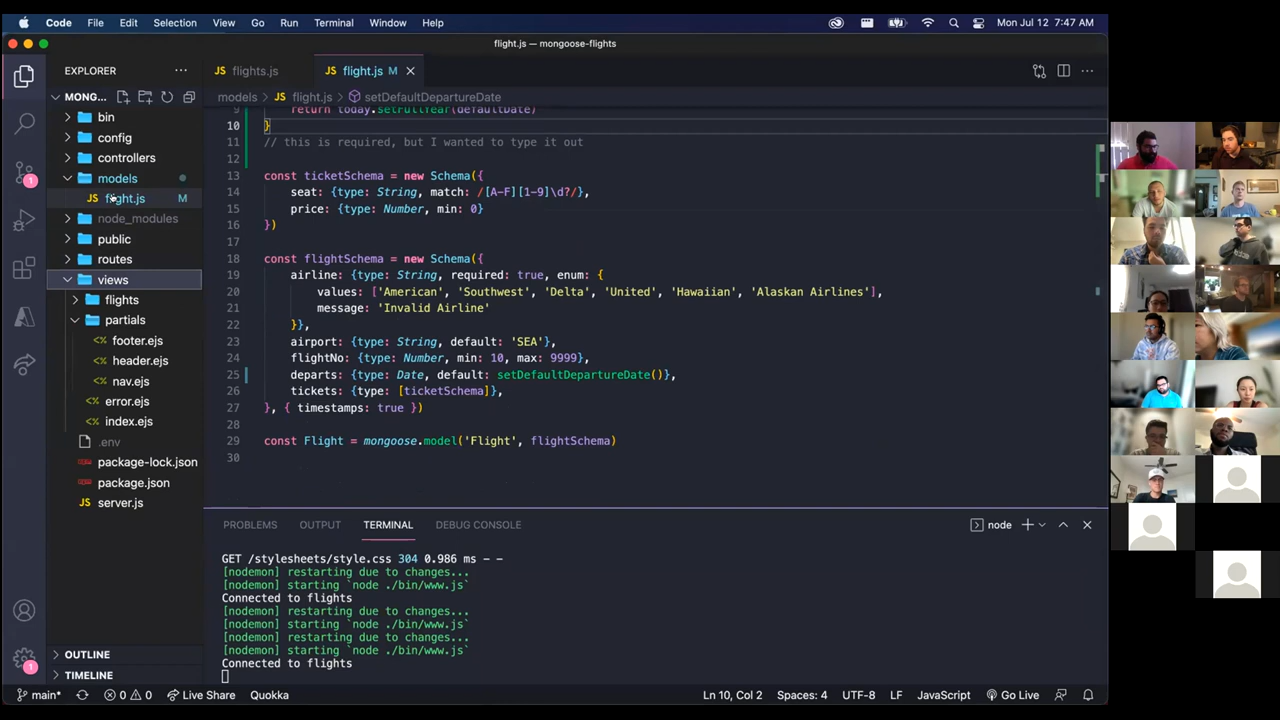 Code File Edit Selection View Go Run Terminal Window Help Mon Jul 12 7:47 AM
flight.js — mongoose-flights
EXPLORER
flights.js
flight.js M
MONG...
models > flight.js > setDefaultDepartureDate
bin
config
controllers
models
flight.js M
node_modules
public
routes
views
flights
partials
footer.ejs
header.ejs
nav.ejs
error.ejs
index.ejs
.env
package-lock.json
package.json
server.js
OUTLINE
TIMELINE
9 return today.setFullYear(defaultDate)
10 }
11 // this is required, but I wanted to type it out
12
13 const ticketSchema = new Schema({
14 seat: {type: String, match: /[A-F][1-9]\d?/},
15 price: {type: Number, min: 0}
16 })
17
18 const flightSchema = new Schema({
19 airline: {type: String, required: true, enum: {
20 values: ['American', 'Southwest', 'Delta', 'United', 'Hawaiian', 'Alaskan Airlines'],
21 message: 'Invalid Airline'
22 }},
23 airport: {type: String, default: 'SEA'},
24 flightNo: {type: Number, min: 10, max: 9999},
25 departs: {type: Date, default: setDefaultDepartureDate()},
26 tickets: {type: [ticketSchema]},
27 }, { timestamps: true })
28
29 const Flight = mongoose.model('Flight', flightSchema)
30
PROBLEMS OUTPUT TERMINAL DEBUG CONSOLE node
GET /stylesheets/style.css 304 0.986 ms - -
[nodemon] restarting due to changes...
[nodemon] starting `node ./bin/www.js`
Connected to flights
[nodemon] restarting due to changes...
[nodemon] starting `node ./bin/www.js`
[nodemon] restarting due to changes...
[nodemon] starting `node ./bin/www.js`
Connected to flights
1
1
main* 0 0 Live Share Quokka Ln 10, Col 2 Spaces: 4 UTF-8 LF JavaScript Go Live